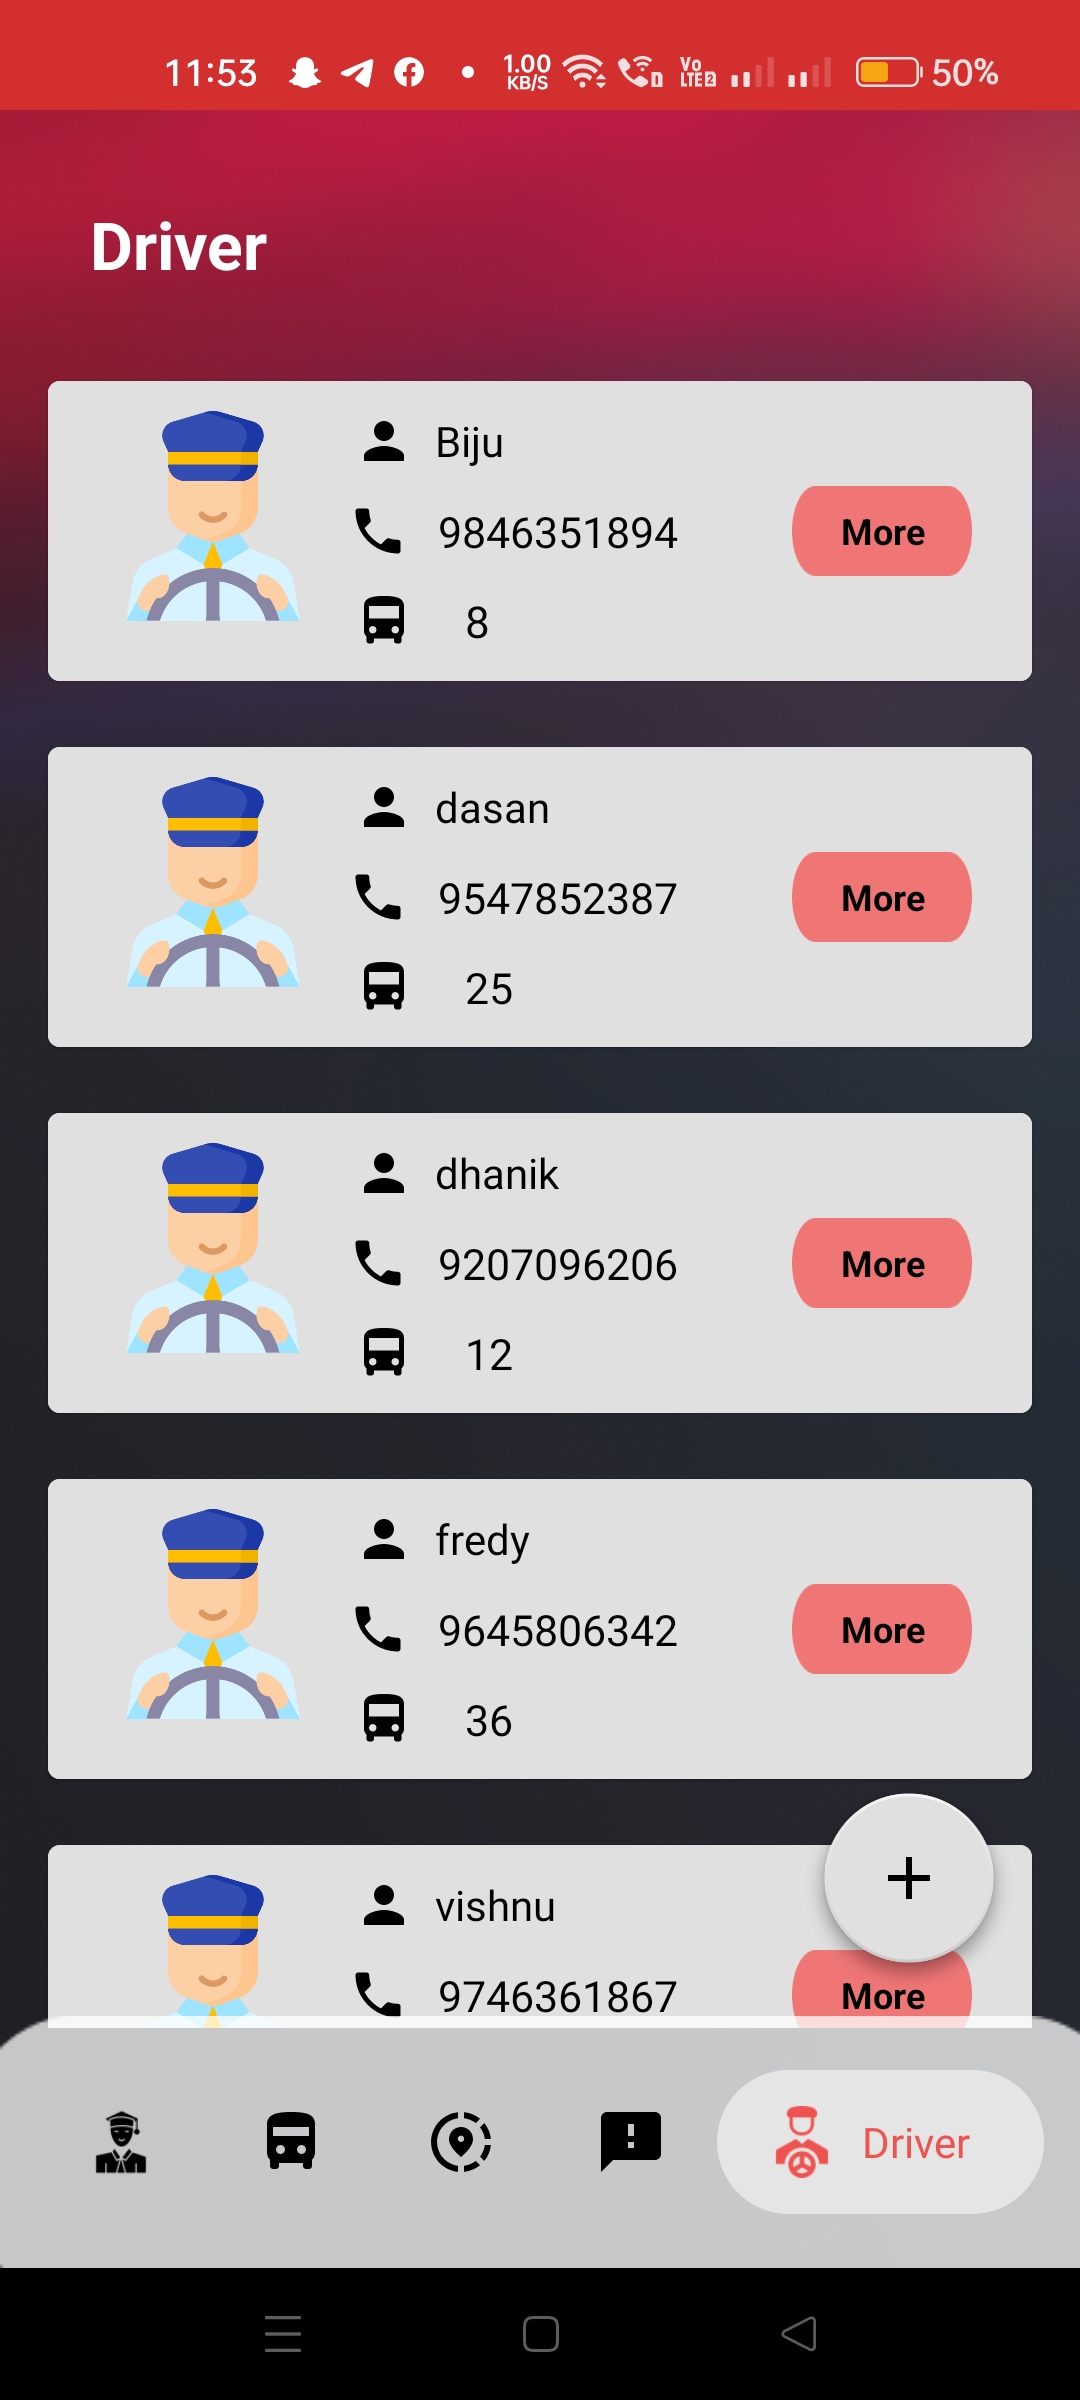 11:53 1.00 KB/S Vo LTE2 50%
Driver
Biju
9846351894
More
8
dasan
9547852387
More
25
dhanik
9207096206
More
12
fredy
9645806342
More
36
vishnu
9746361867
More
Driver